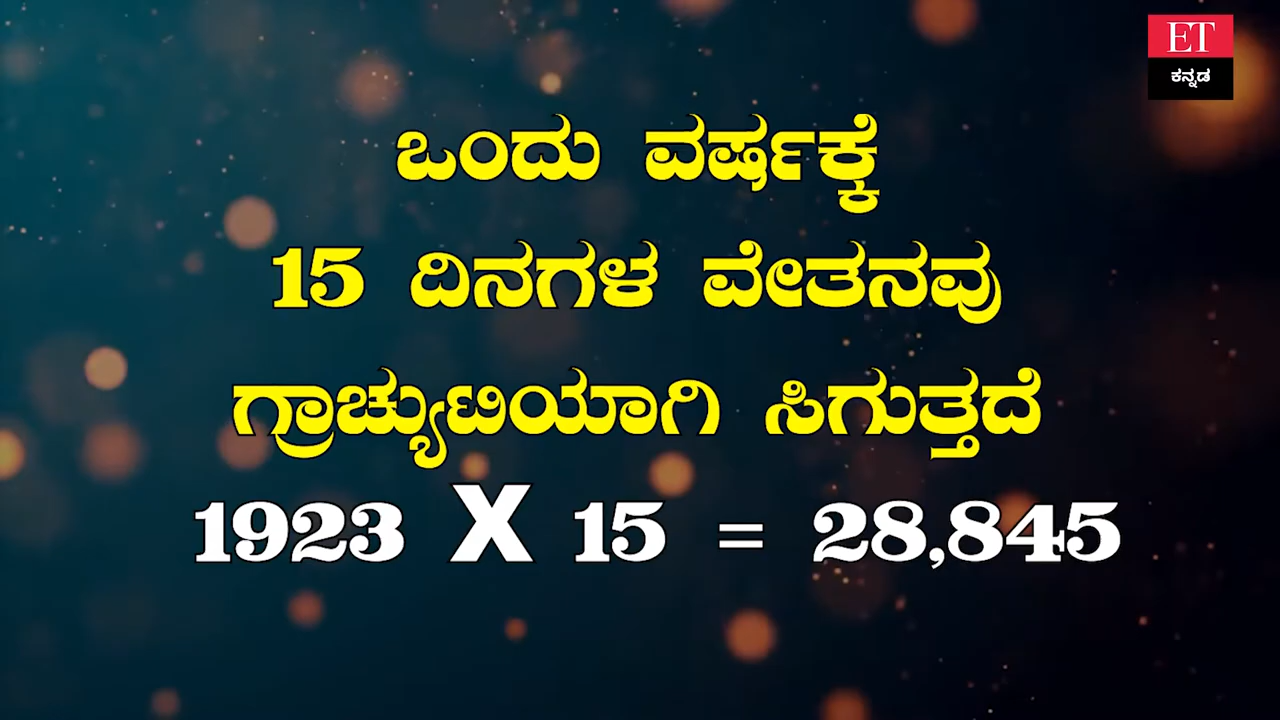 ET
ಕನ್ನಡ
ಒಂದು ವರ್ಷಕ್ಕೆ
15 ದಿನಗಳ ವೇತನವು
ಗ್ರಾಚ್ಯುಟಿಯಾಗಿ ಸಿಗುತ್ತದೆ
1923 X 15 = 28,845